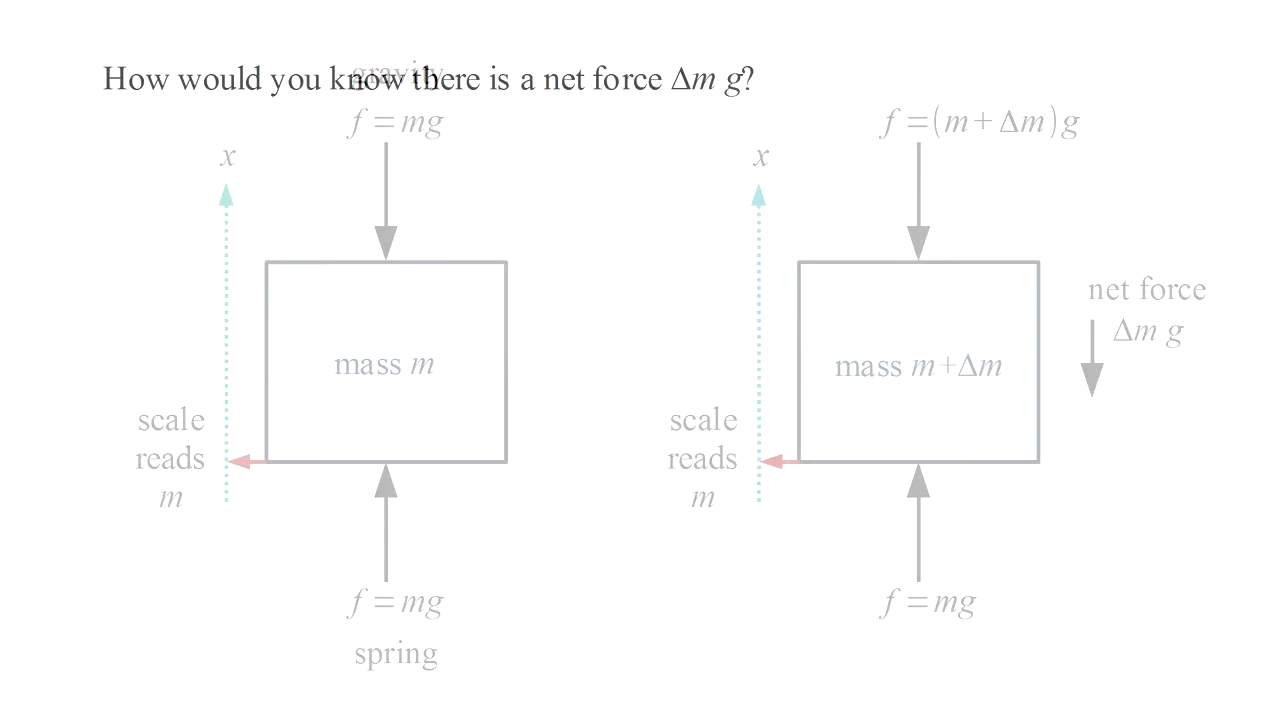 How would you know there is a net force Δm g?
gravity
f = mg
x
mass m
scale
reads
m
f = mg
spring
f = (m + Δm) g
x
mass m+Δm
net force
Δm g
scale
reads
m
f = mg